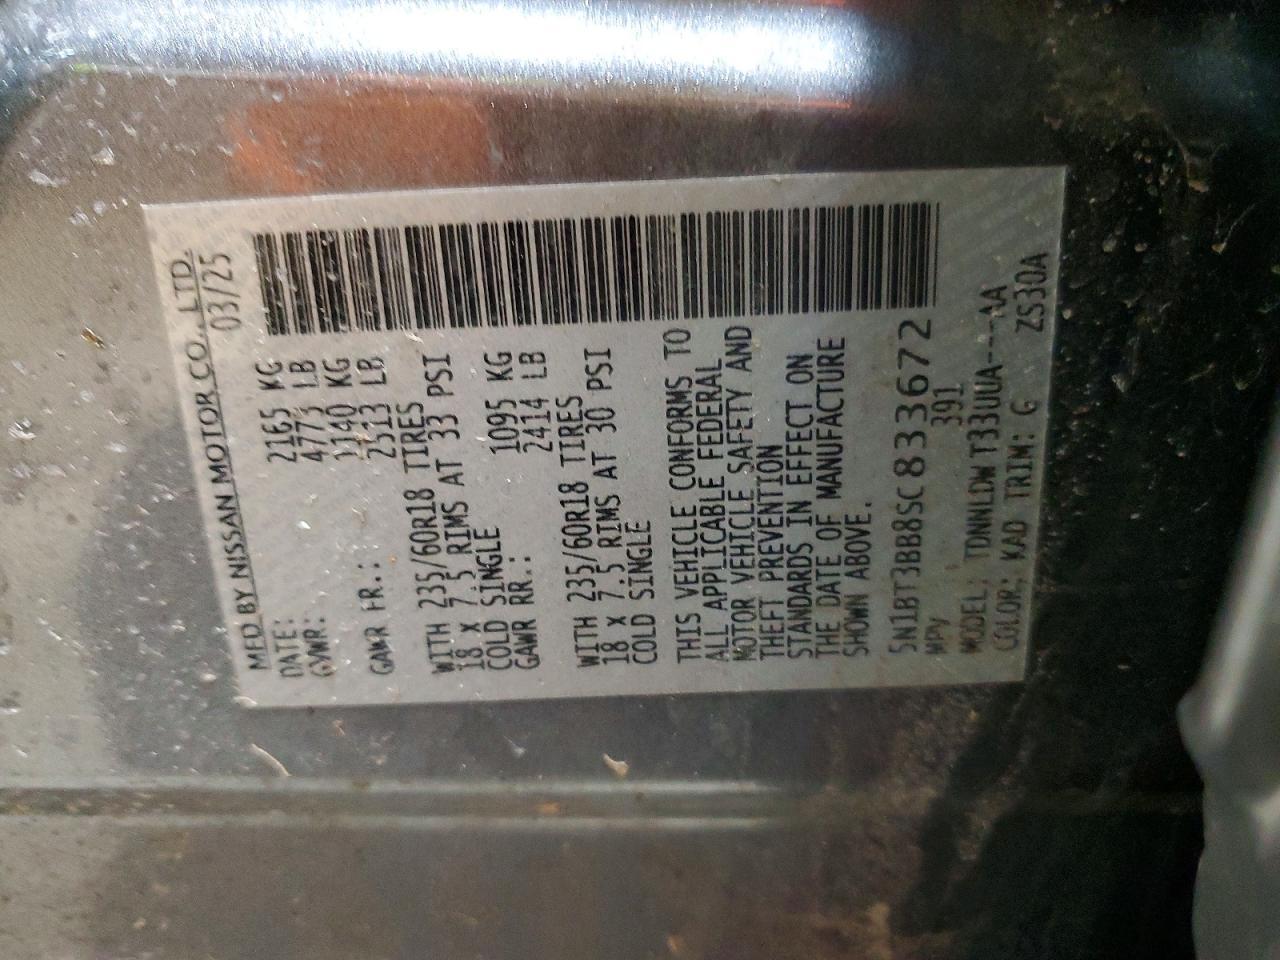 MFD BY NISSAN MOTOR CO., LTD.
DATE: 03/25
GVWR: 2165 KG
4773 LB
GAWR FR.: 1140 KG
2513 LB
WITH 235/60R18 TIRES
18 x 7.5 RIMS AT 33 PSI
COLD SINGLE
GAWR RR.: 1095 KG
2414 LB
WITH 235/60R18 TIRES
18 x 7.5 RIMS AT 30 PSI
COLD SINGLE
THIS VEHICLE CONFORMS TO
ALL APPLICABLE FEDERAL
MOTOR VEHICLE SAFETY AND
THEFT PREVENTION
STANDARDS IN EFFECT ON
THE DATE OF MANUFACTURE
SHOWN ABOVE.
5N1BT3BB8SC833672
MPV 391
MODEL: TDNNLDWT33UUA---AA
COLOR: KAD TRIM: G ZS30A